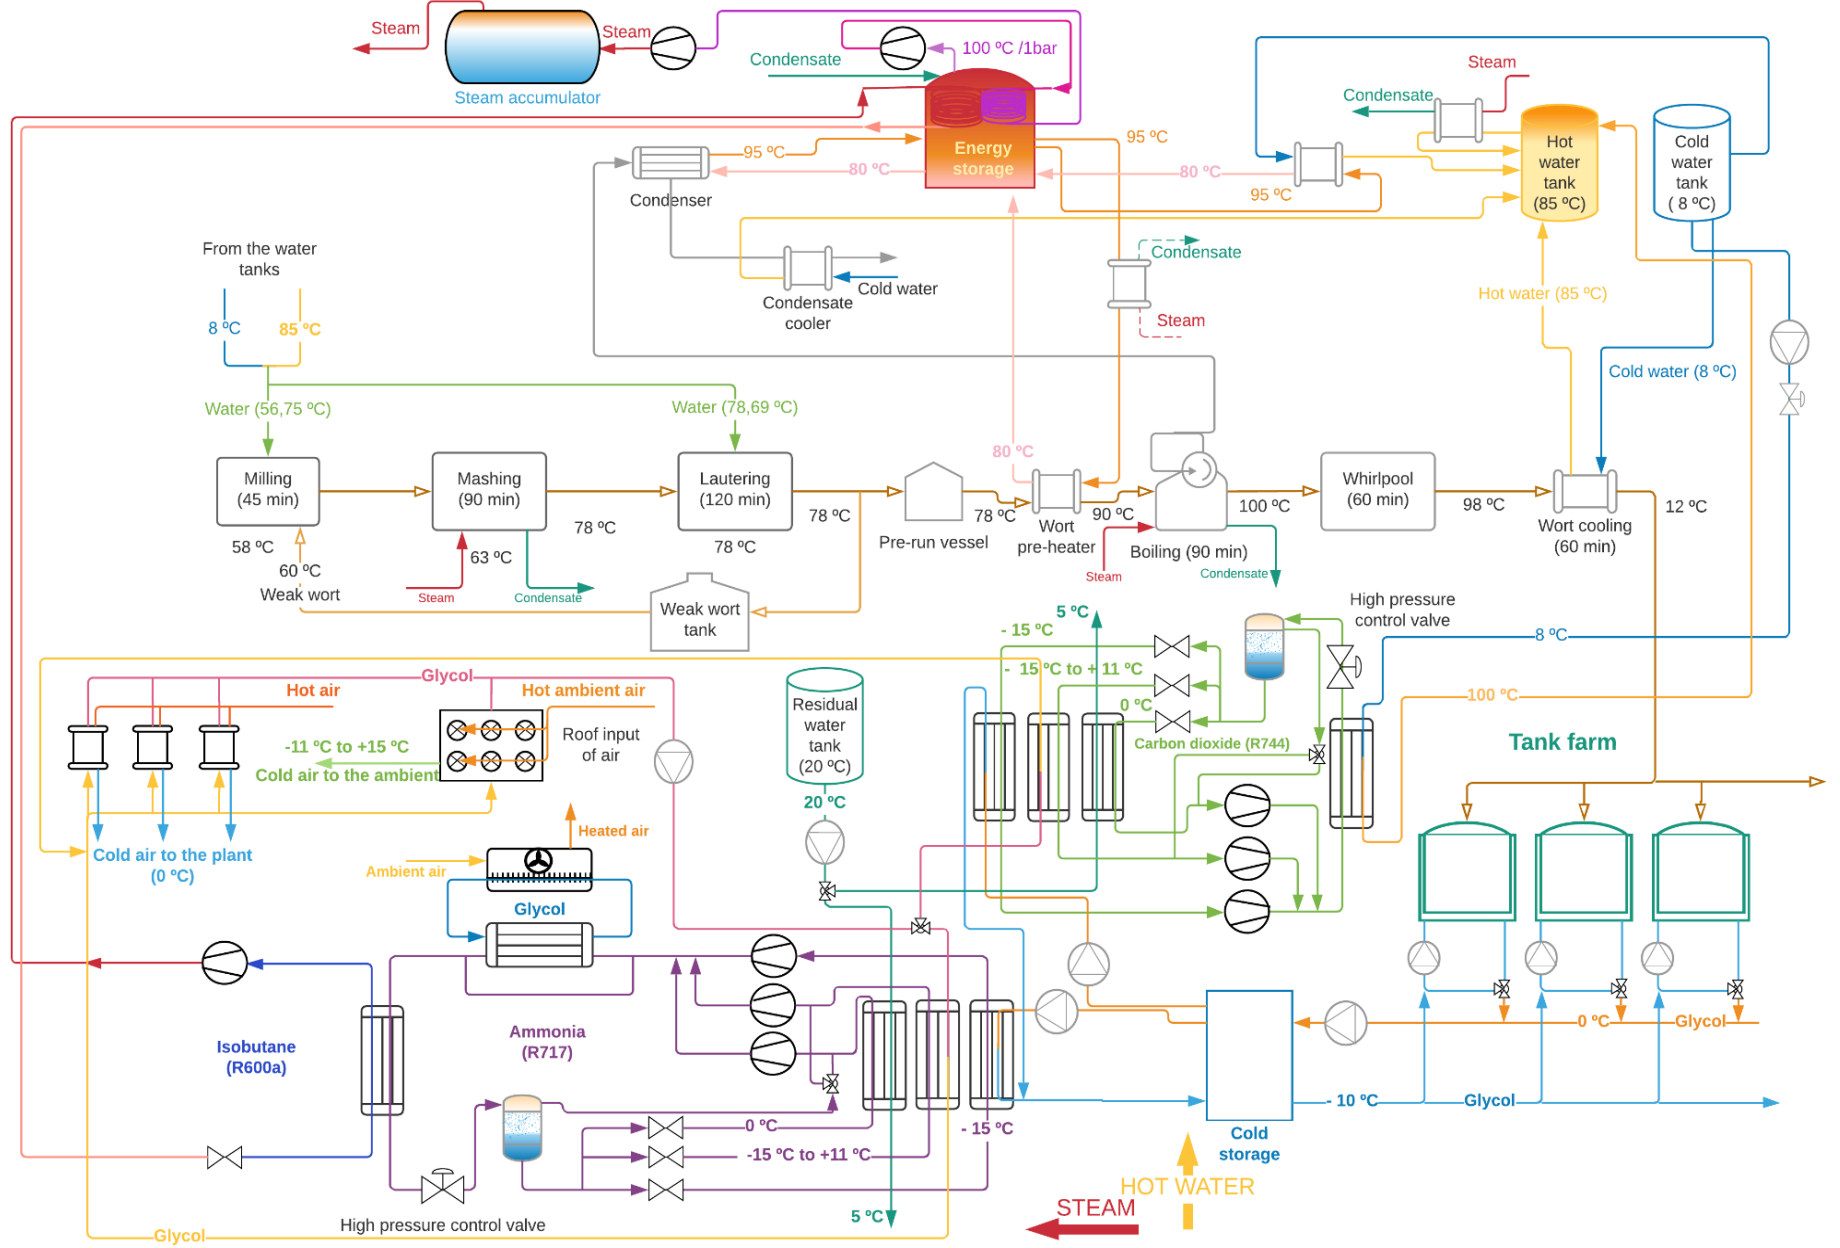 Steam
Steam
100 ºC /1bar
Condensate
Steam accumulator
Steam
Condensate
Hot
water
tank
(85 ºC)
Cold
water
tank
( 8 ºC)
95 ºC
Energy
storage
95 ºC
80 ºC
80 ºC
95 ºC
Condenser
From the water
tanks
8 ºC
85 ºC
Condensate
Cold water
Condensate
cooler
Steam
Hot water (85 ºC)
Cold water (8 ºC)
Water (56,75 ºC)
Water (78,69 ºC)
80 ºC
Milling
(45 min)
Mashing
(90 min)
Lautering
(120 min)
Whirlpool
(60 min)
78 ºC
78 ºC
78 ºC
90 ºC
100 ºC
98 ºC
12 ºC
58 ºC
63 ºC
78 ºC
Pre-run vessel
Wort
pre-heater
Boiling (90 min)
Wort cooling
(60 min)
60 ºC
Weak wort
Steam
Condensate
Steam
Condensate
Weak wort
tank
High pressure
control valve
5 ºC
- 15 ºC
8 ºC
- 15 ºC to + 11 ºC
0 ºC
Carbon dioxide (R744)
100 ºC
Tank farm
Glycol
Hot air
Hot ambient air
Roof input
of air
-11 ºC to +15 ºC
Cold air to the ambient
Residual
water
tank
(20 ºC)
20 ºC
Heated air
Ambient air
Cold air to the plant
(0 ºC)
Glycol
Isobutane
(R600a)
Ammonia
(R717)
0 ºC
Glycol
- 10 ºC
Glycol
0 ºC
- 15 ºC
-15 ºC to +11 ºC
Cold
storage
HOT WATER
STEAM
5 ºC
High pressure control valve
Glycol